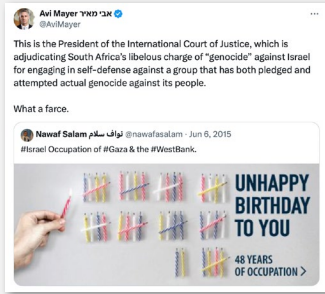 Avi Mayer אבי מאיר
@AviMayer
This is the President of the International Court of Justice, which is
adjudicating South Africa's libelous charge of "genocide" against Israel
for engaging in self-defense against a group that has both pledged and
attempted actual genocide against its people.
What a farce.
Nawaf Salam نواف سلام @nawafasalam · Jun 6, 2015
#Israel Occupation of #Gaza & the #WestBank.
UNHAPPY
BIRTHDAY
TO YOU
48 YEARS
OF OCCUPATION >